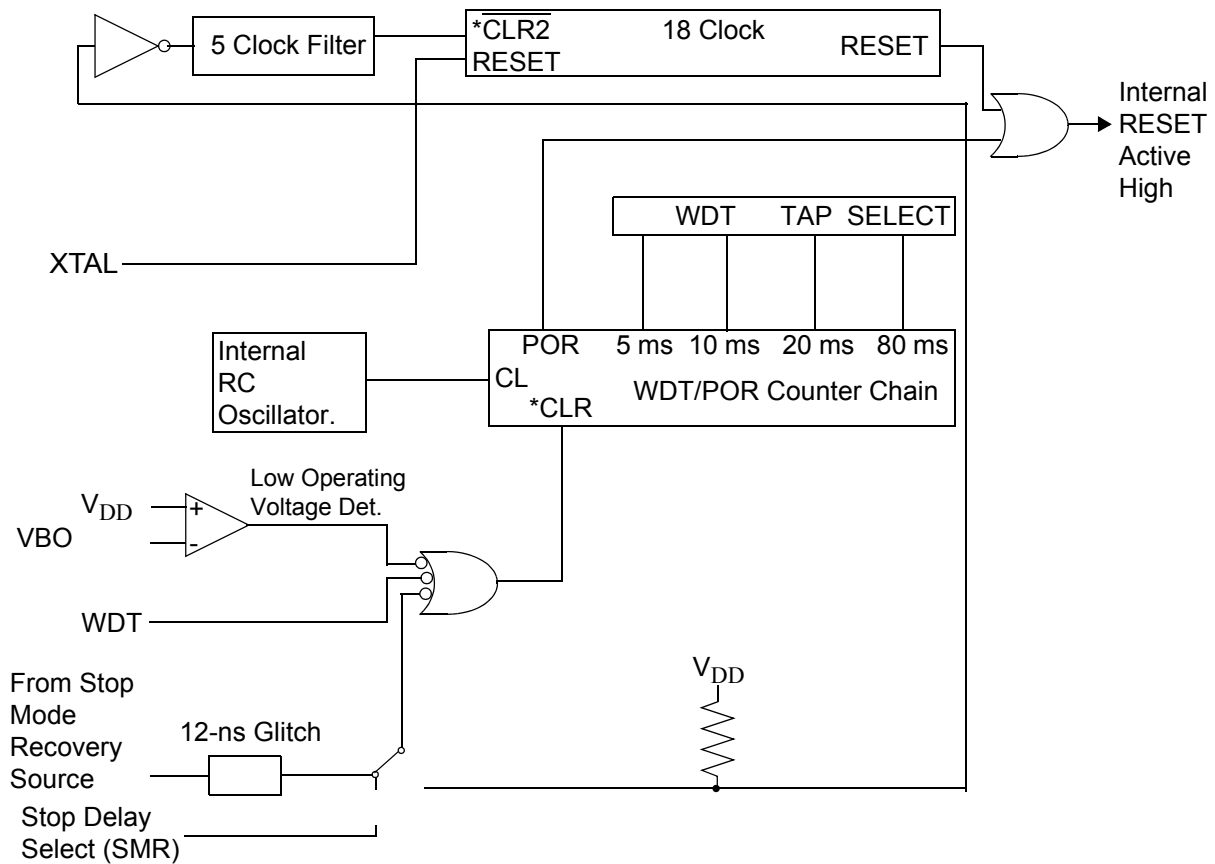 *CLR2
18 Clock
5 Clock Filter
RESET
RESET
Internal
RESET
Active
High
WDT TAP SELECT
XTAL
POR 5 ms 10 ms 20 ms 80 ms
Internal
RC
Oscillator.
CL
WDT/POR Counter Chain
*CLR
Low Operating
Voltage Det.
VDD
+
VBO
-
WDT
VDD
From Stop
Mode
Recovery
Source
12-ns Glitch
Stop Delay
Select (SMR)